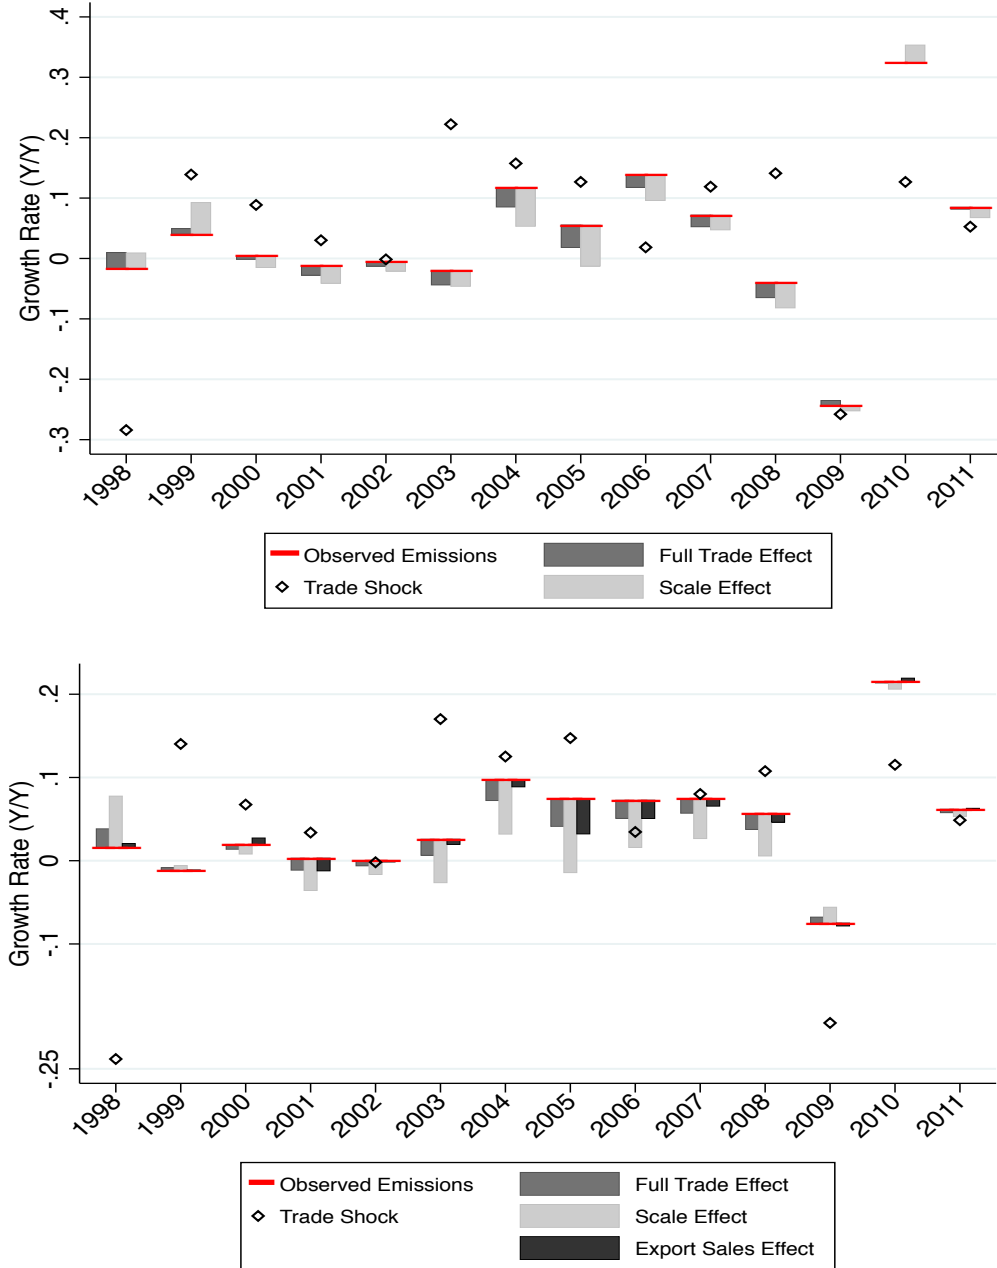 .4
.3
.2
.1
0
-.1
-.2
-.3
Growth Rate (Y/Y)
1998 1999 2000 2001 2002 2003 2004 2005 2006 2007 2008 2009 2010 2011
Observed Emissions Full Trade Effect
Trade Shock Scale Effect
.2
.1
0
-.1
-.25
Growth Rate (Y/Y)
1998 1999 2000 2001 2002 2003 2004 2005 2006 2007 2008 2009 2010 2011
Observed Emissions Full Trade Effect
Trade Shock Scale Effect
Export Sales Effect